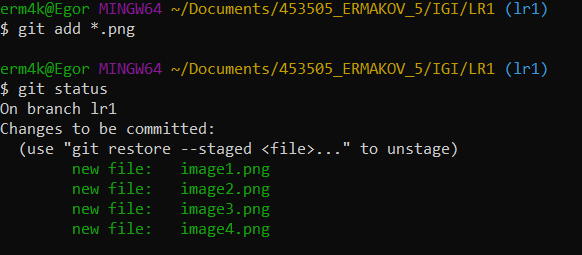 erm4k@Egor MINGW64 ~/Documents/453505_ERMAKOV_5/IGI/LR1 (lr1)
$ git add *.png
erm4k@Egor MINGW64 ~/Documents/453505_ERMAKOV_5/IGI/LR1 (lr1)
$ git status
On branch lr1
Changes to be committed:
  (use "git restore --staged <file>..." to unstage)
        new file:   image1.png
        new file:   image2.png
        new file:   image3.png
        new file:   image4.png